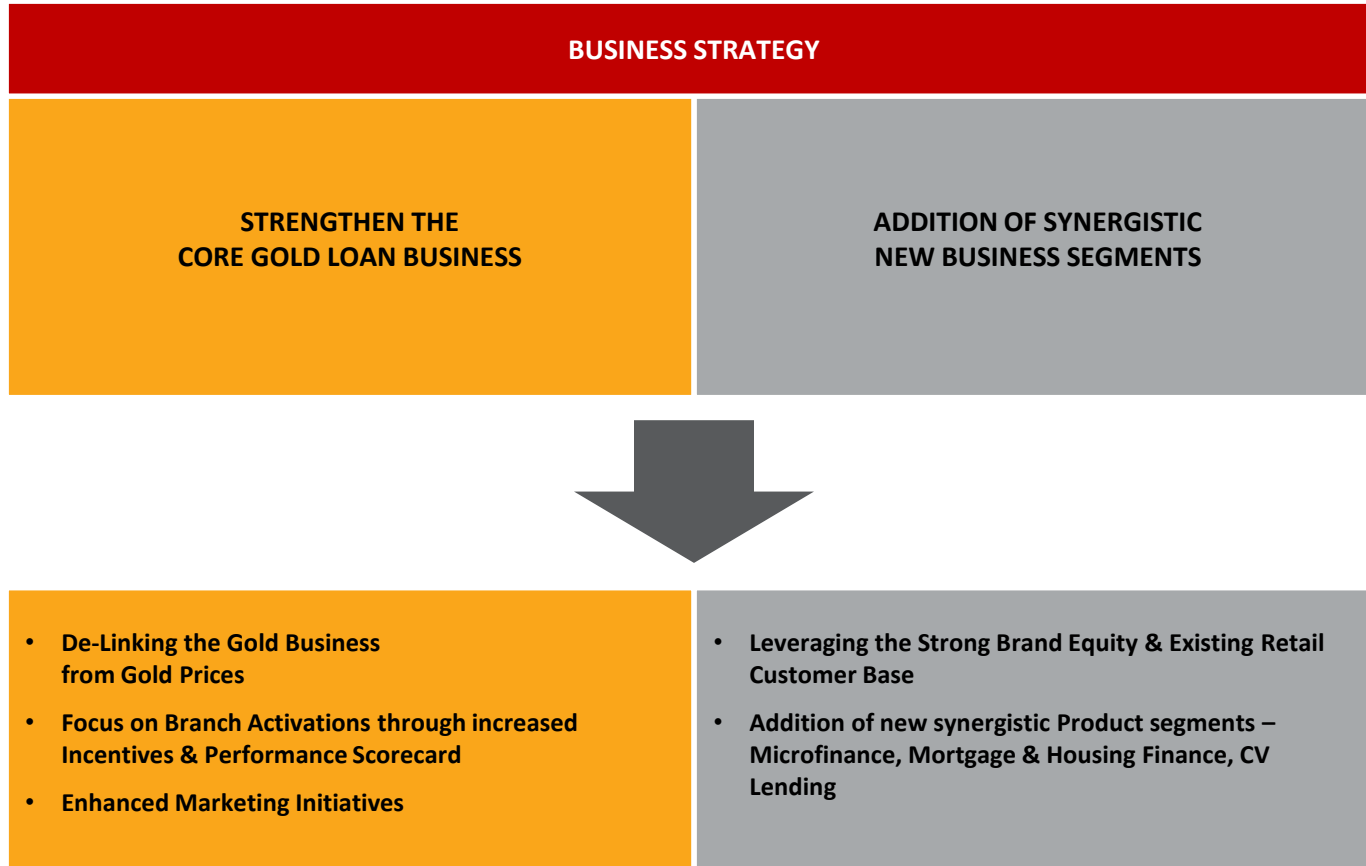 BUSINESS STRATEGY
STRENGTHEN THE
CORE GOLD LOAN BUSINESS
ADDITION OF SYNERGISTIC
NEW BUSINESS SEGMENTS
• De-Linking the Gold Business
from Gold Prices
• Focus on Branch Activations through increased
Incentives & Performance Scorecard
• Enhanced Marketing Initiatives
• Leveraging the Strong Brand Equity & Existing Retail
Customer Base
• Addition of new synergistic Product segments –
Microfinance, Mortgage & Housing Finance, CV
Lending